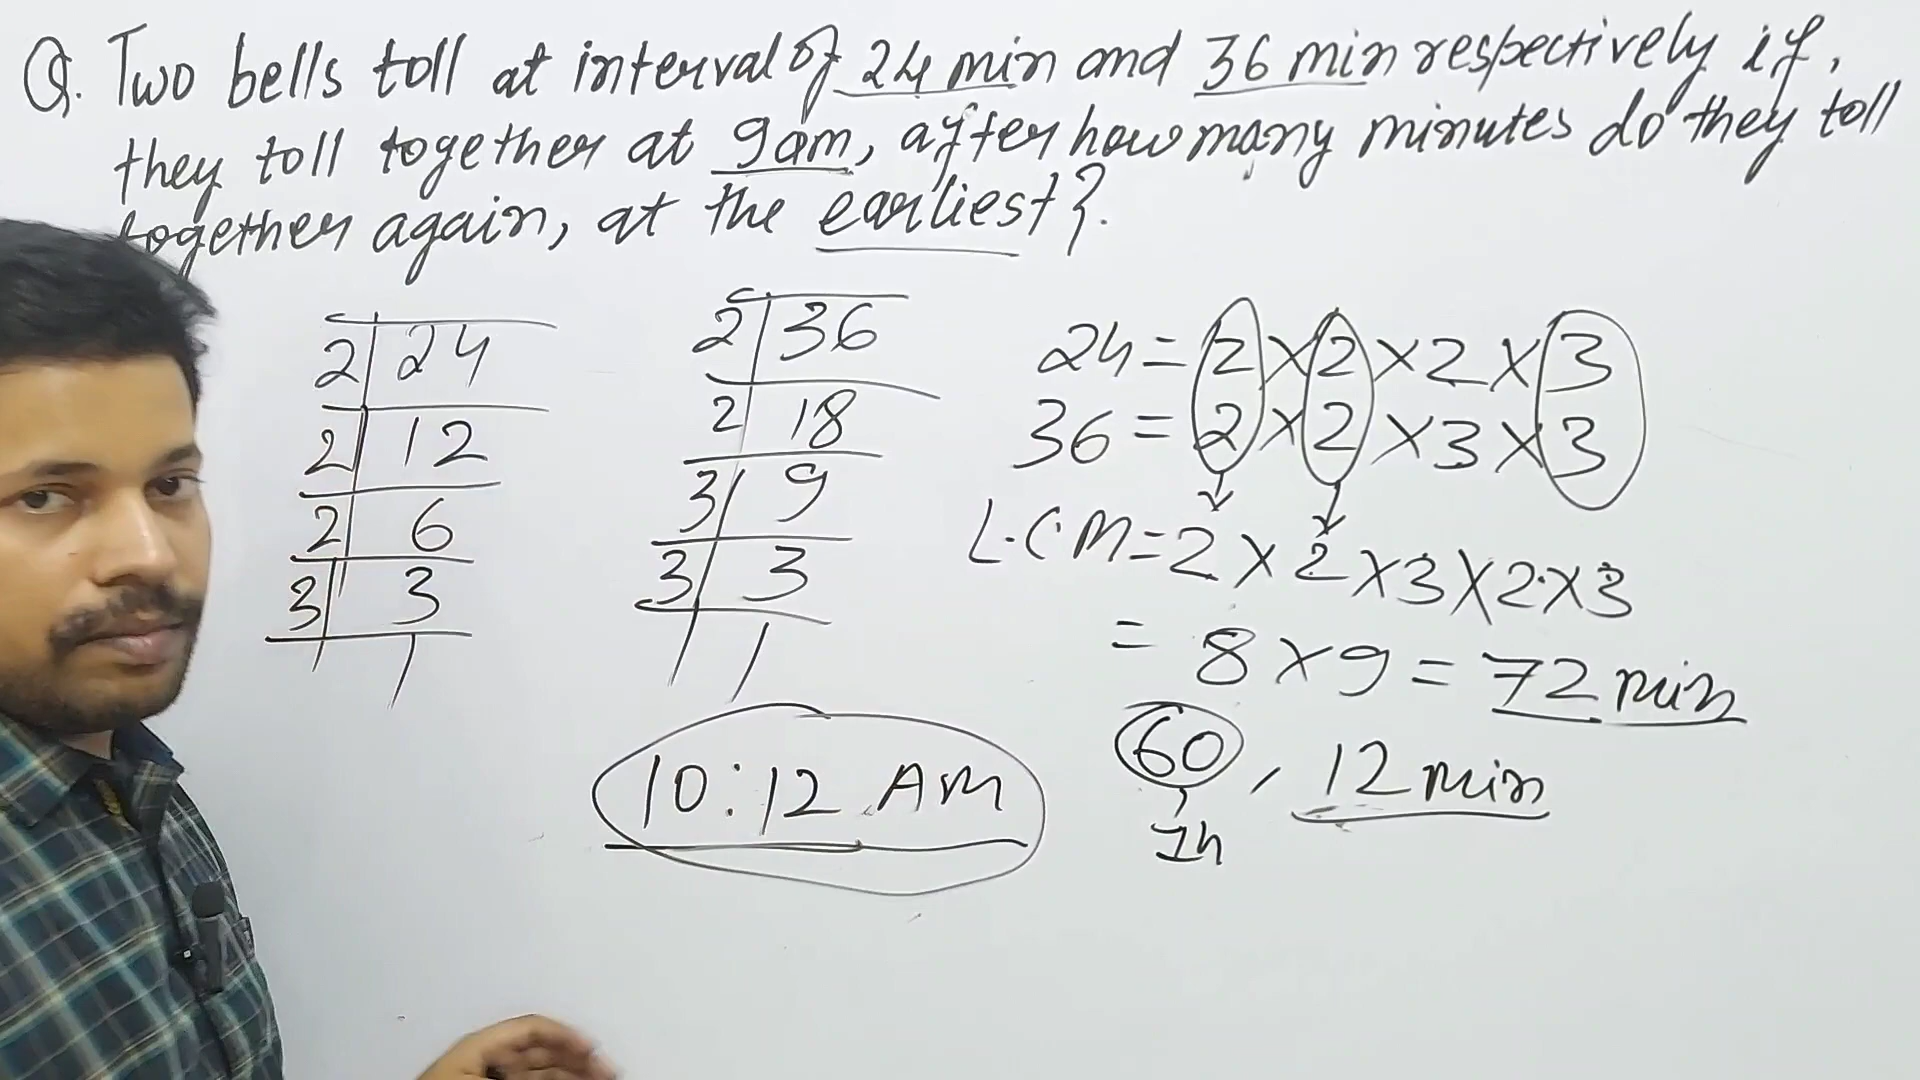 Q. Two bells toll at interval of 24 min and 36 min respectively if,
they toll together at 9am, after how many minutes do they toll
together again, at the earliest?.
2 24
2 12
2 6
3 3
1
2 36
2 18
3 9
3 3
1
24 = 2 × 2 × 2 × 3
36 = 2 × 2 × 3 × 3
L.C.M = 2 × 2 × 3 × 2 × 3
= 8 × 9 = 72 min
60, 12 min
1h
10:12 AM